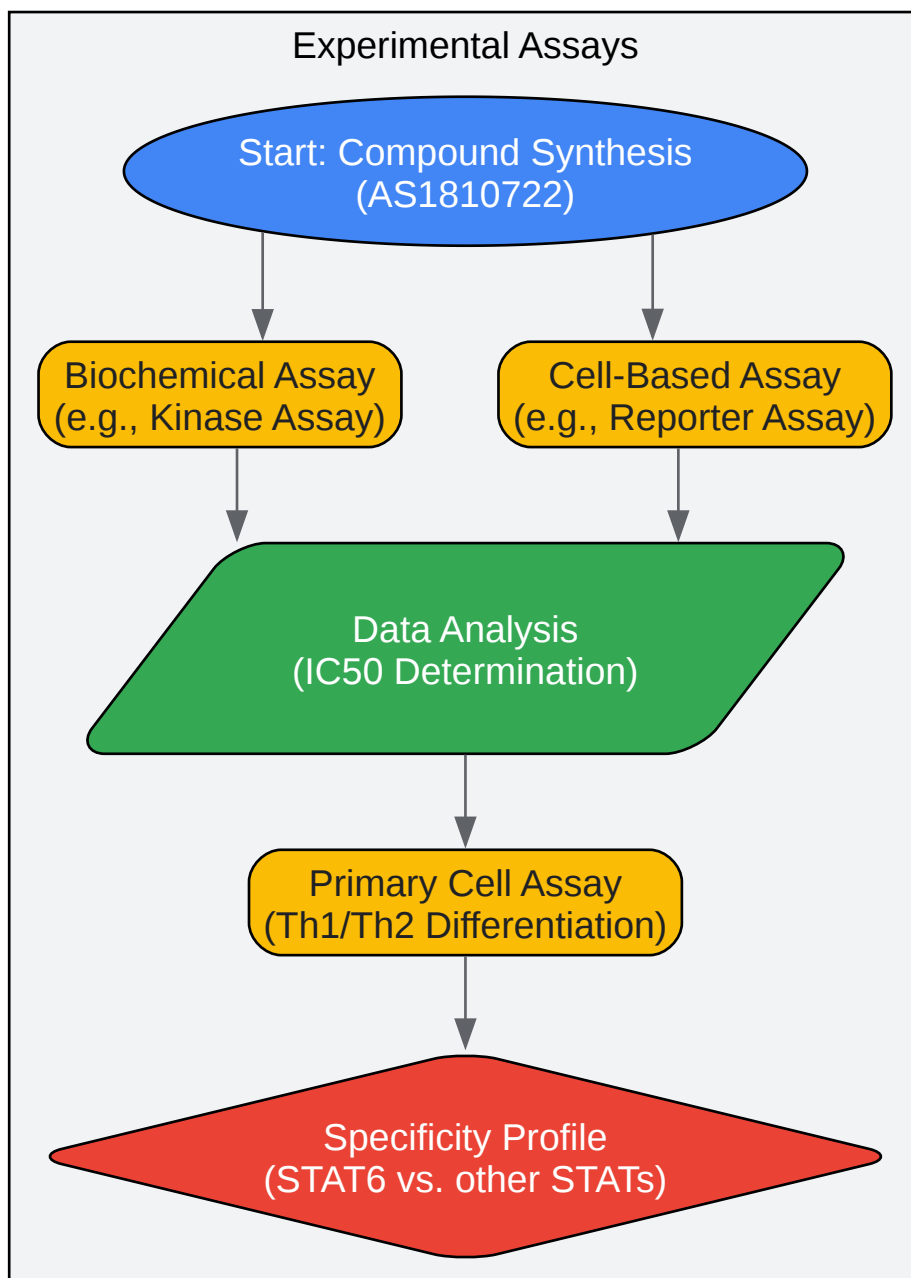 Experimental Assays
Start: Compound Synthesis
(AS1810722)
Biochemical Assay
(e.g., Kinase Assay)
Cell-Based Assay
(e.g., Reporter Assay)
Data Analysis
(IC50 Determination)
Primary Cell Assay
(Th1/Th2 Differentiation)
Specificity Profile
(STAT6 vs. other STATs)